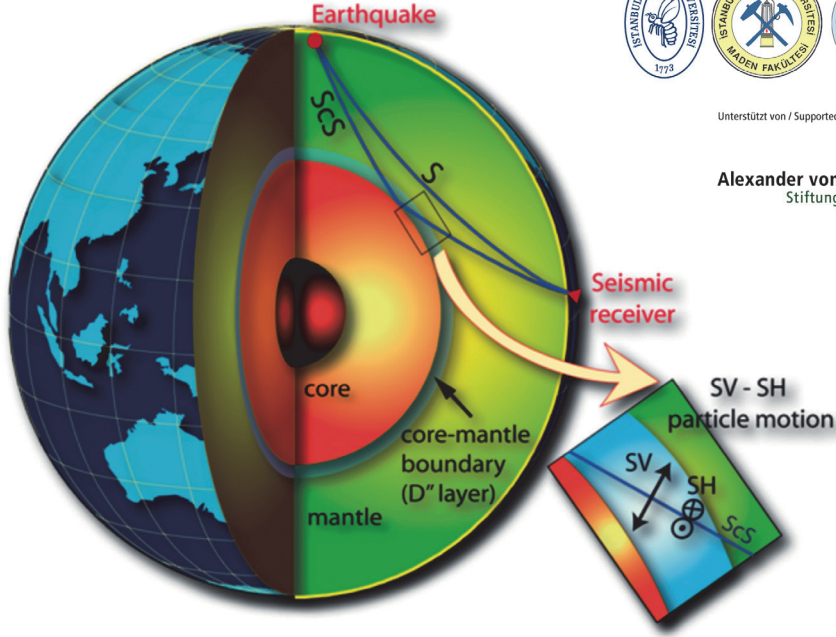 Earthquake
ScS
S
Seismic
receiver
core
core-mantle
boundary
(D" layer)
mantle
SV - SH
particle motion
SV
SH
ScS
1773
MADEN FAKÜLTESİ
Unterstützt von / Supported
Alexander von
Stiftung